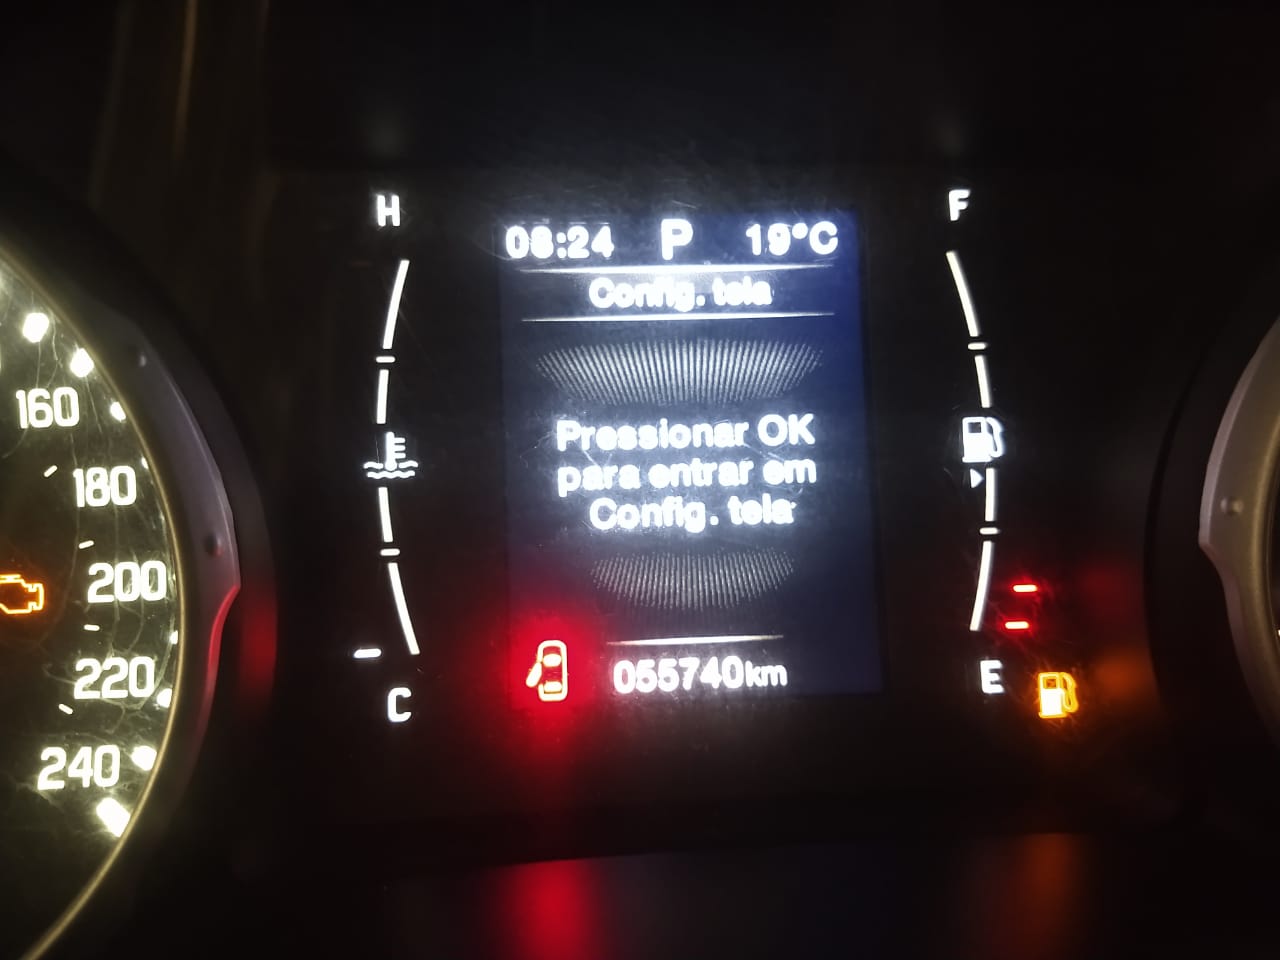 H
F
08:24 P 19°C
Config. tela
160
Pressionar OK
para entrar em
Config. tela
180
200
220
055740km
E
C
240